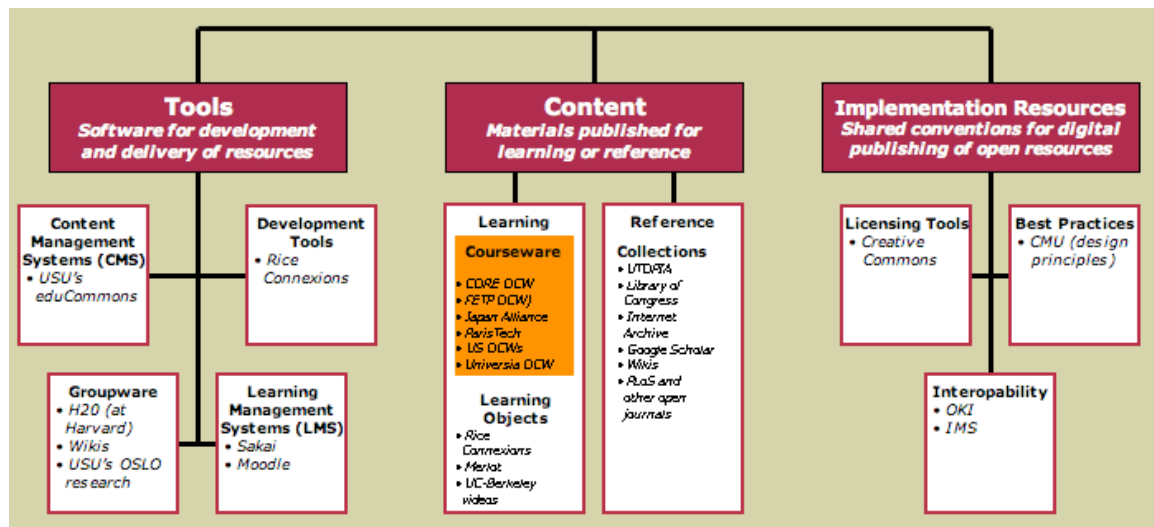 Tools
Software for development
and delivery of resources
Content
Materials published for
learning or reference
Implementation Resources
Shared conventions for digital
publishing of open resources
Content
Management
Systems (CMS)
• USU's
eduCommons
Development
Tools
• Rice
Connexions
Groupware
• H20 (at
Harvard)
• Wikis
• USU's OSLO
research
Learning
Management
Systems (LMS)
• Sakai
• Moodle
Learning
Courseware
• CORE OCW
• FETP OCW)
• Japan Alliance
• ParisTech
• US OCWs
• Universia OCW
Learning
Objects
• Rice
Connexions
• Merlot
• UC-Berkeley
videos
Reference
Collections
• UTOPIA
• Library of
Congress
• Internet
Archive
• Google Scholar
• Wikis
• PLoS and
other open
journals
Licensing Tools
• Creative
Commons
Best Practices
• CMU (design
principles)
Interopability
• OKI
• IMS